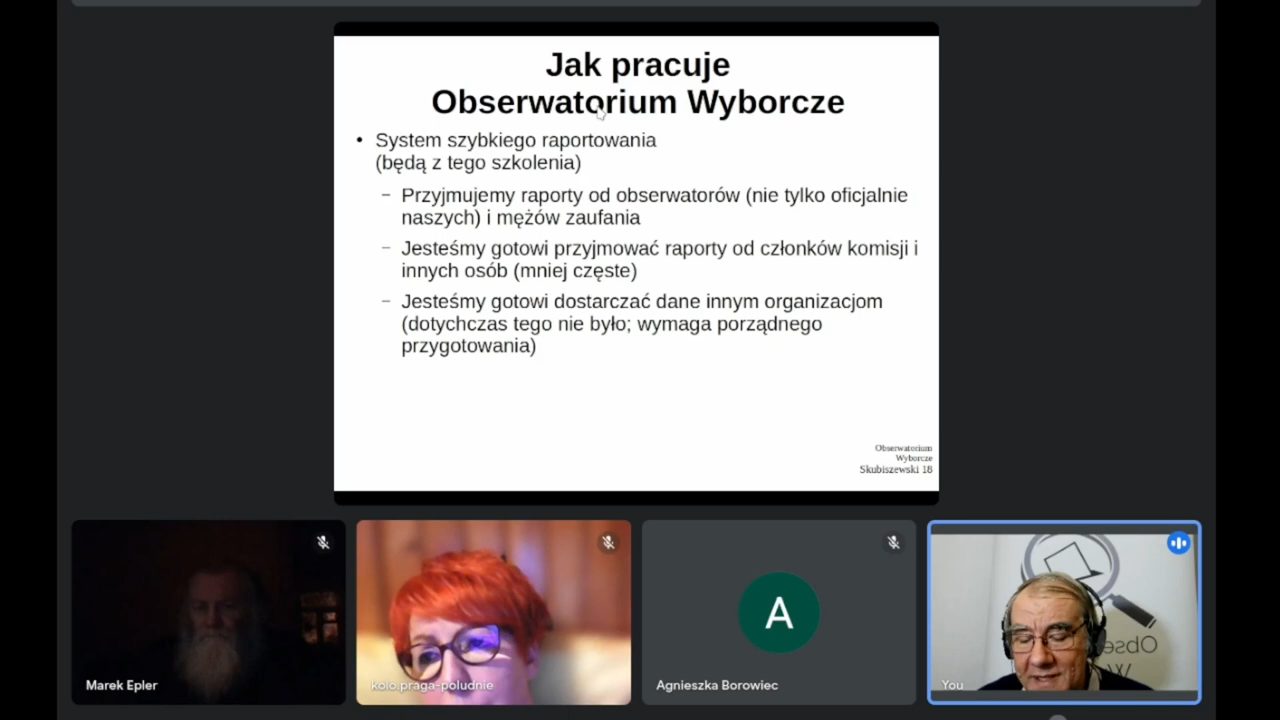 Jak pracuje
Obserwatorium Wyborcze
• System szybkiego raportowania
(będą z tego szkolenia)
– Przyjmujemy raporty od obserwatorów (nie tylko oficjalnie
naszych) i mężów zaufania
– Jesteśmy gotowi przyjmować raporty od członków komisji i
innych osób (mniej częste)
– Jesteśmy gotowi dostarczać dane innym organizacjom
(dotychczas tego nie było; wymaga porządnego
przygotowania)
Obserwatorium
Wyborcze
Skubiszewski 18
A
Marek Epler
kolo.praga-poludnie
Agnieszka Borowiec
You